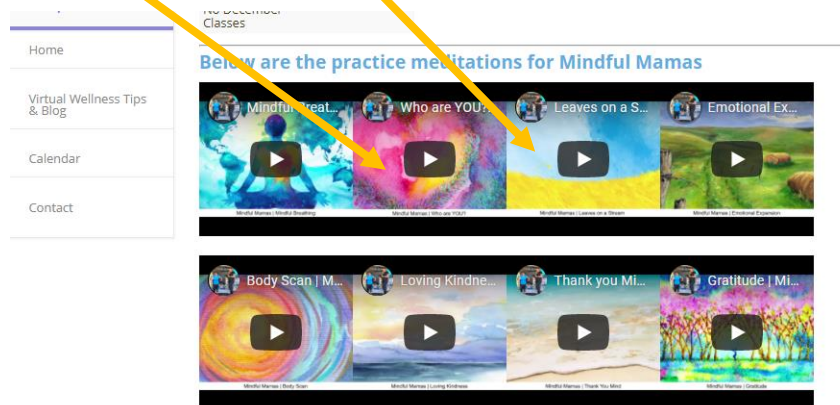 No December
Classes
Home
Virtual Wellness Tips
& Blog
Calendar
Contact
Below are the practice meditations for Mindful Mamas
Mindful Breat...
Who are YOU?
Leaves on a S...
Emotional Ex...
Mindful Mamas | Mindful Breathing
Mindful Mamas | Who are YOU?
Mindful Mamas | Leaves on a Stream
Mindful Mamas | Emotional Expansion
Body Scan | M...
Loving Kindne...
Thank you Mi...
Gratitude | Mi...
Mindful Mamas | Body Scan
Mindful Mamas | Loving Kindness
Mindful Mamas | Thank You Mind
Mindful Mamas | Gratitude